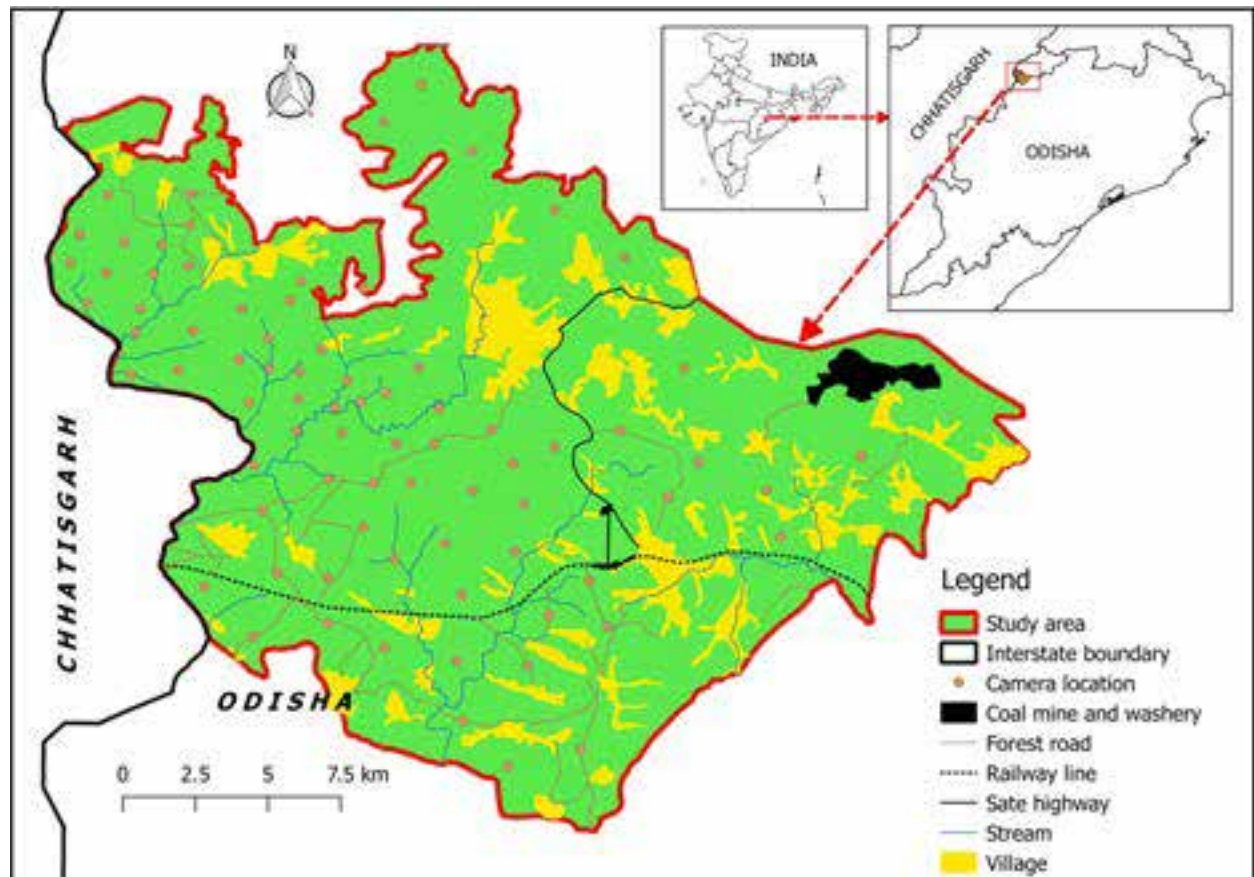 N
INDIA
CHHATISGARH
ODISHA
CHHATISGARH
ODISHA
0 2.5 5 7.5 km
Legend
Study area
Interstate boundary
Camera location
Coal mine and washery
Forest road
Railway line
Sate highway
Stream
Village